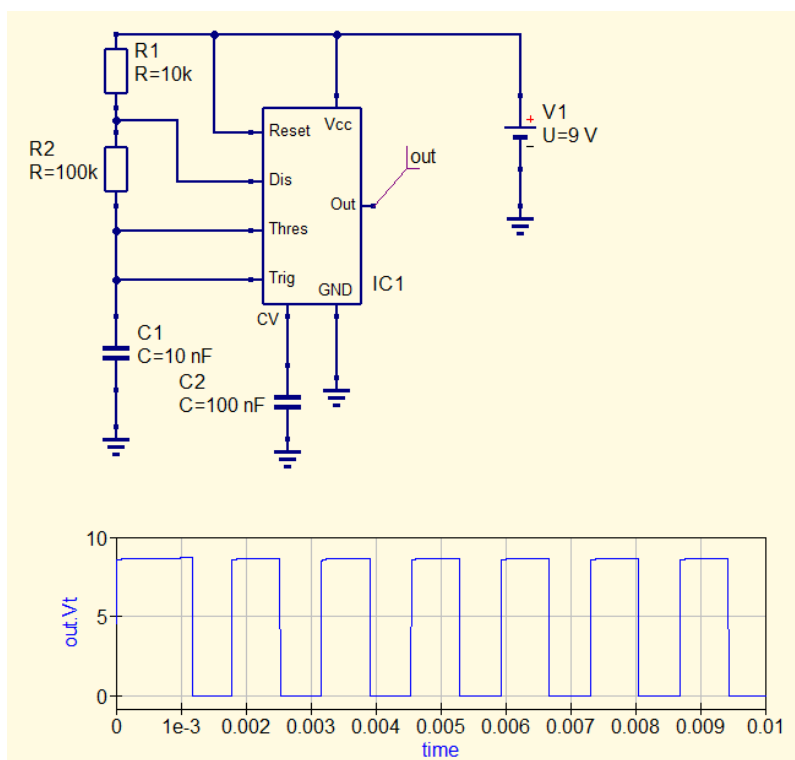 R1
R=10k
R2
R=100k
Reset
Vcc
Dis
Out
Thres
Trig
GND
CV
IC1
out
V1
+
U=9 V
-
C1
C=10 nF
C2
C=100 nF
10
5
0
out.Vt
0 1e-3 0.002 0.003 0.004 0.005 0.006 0.007 0.008 0.009 0.01
time